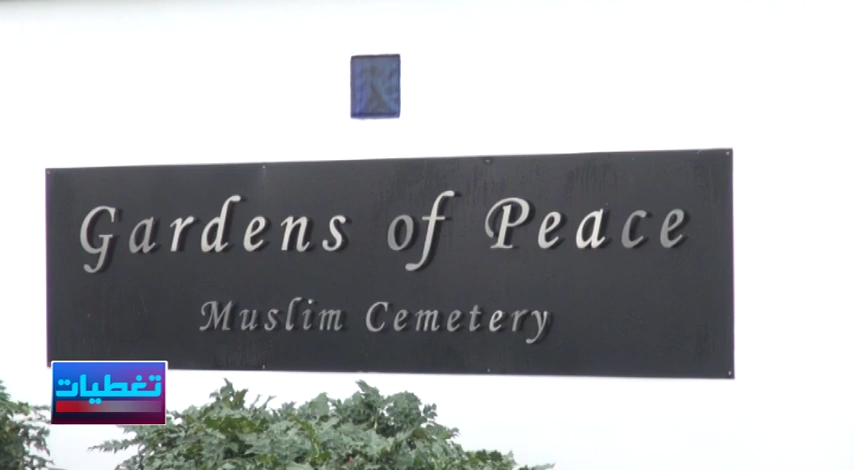 Gardens of Peace
Muslim Cemetery
تغطيات